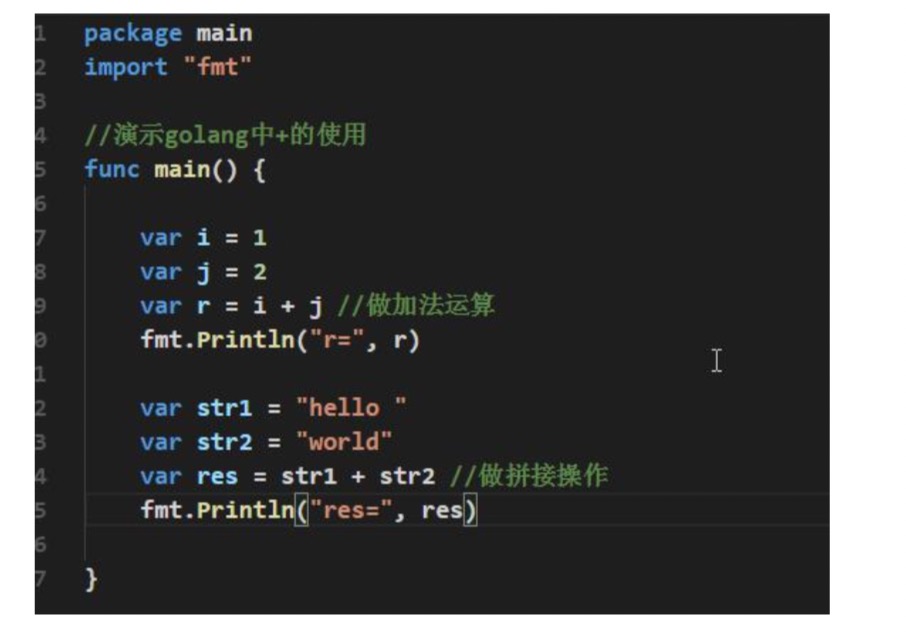 1 package main
2 import "fmt"
3
4 //演示golang中+的使用
5 func main() {
6
7 var i = 1
8 var j = 2
9 var r = i + j //做加法运算
0 fmt.Println("r=", r)
1
2 var str1 = "hello "
3 var str2 = "world"
4 var res = str1 + str2 //做拼接操作
5 fmt.Println("res=", res)
6
7 }